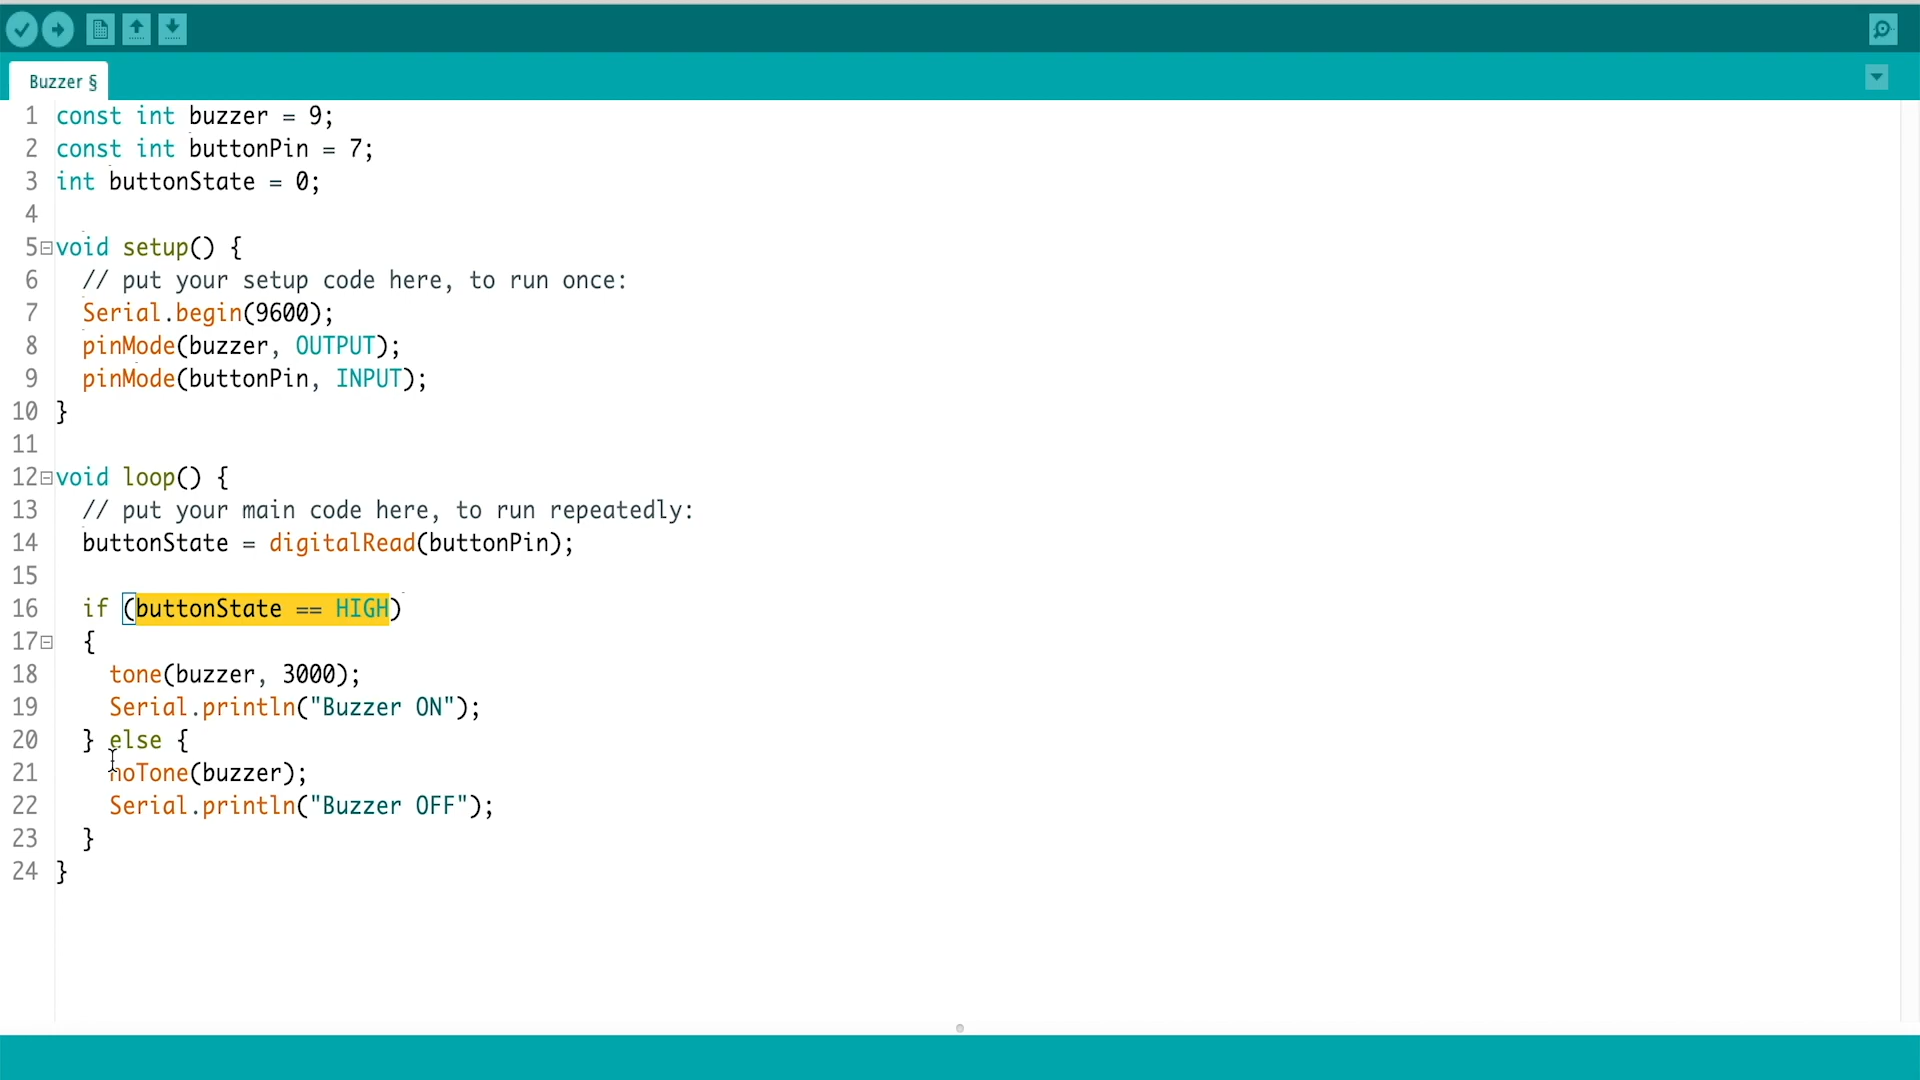 Buzzer §
1 const int buzzer = 9;
2 const int buttonPin = 7;
3 int buttonState = 0;
4
5 void setup() {
6 // put your setup code here, to run once:
7 Serial.begin(9600);
8 pinMode(buzzer, OUTPUT);
9 pinMode(buttonPin, INPUT);
10 }
11
12 void loop() {
13 // put your main code here, to run repeatedly:
14 buttonState = digitalRead(buttonPin);
15
16 if (buttonState == HIGH)
17 {
18 tone(buzzer, 3000);
19 Serial.println("Buzzer ON");
20 } else {
21 noTone(buzzer);
22 Serial.println("Buzzer OFF");
23 }
24 }